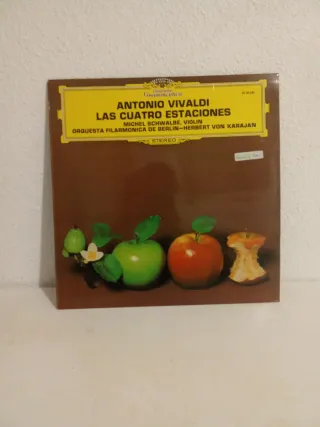 ANTONIO VIVALDI
LAS CUATRO ESTACIONES
MICHEL SCHWALBE, VIOLIN
ORQUESTA FILARMONICA DE BERLIN—HERBERT VON KARAJAN
STEREO